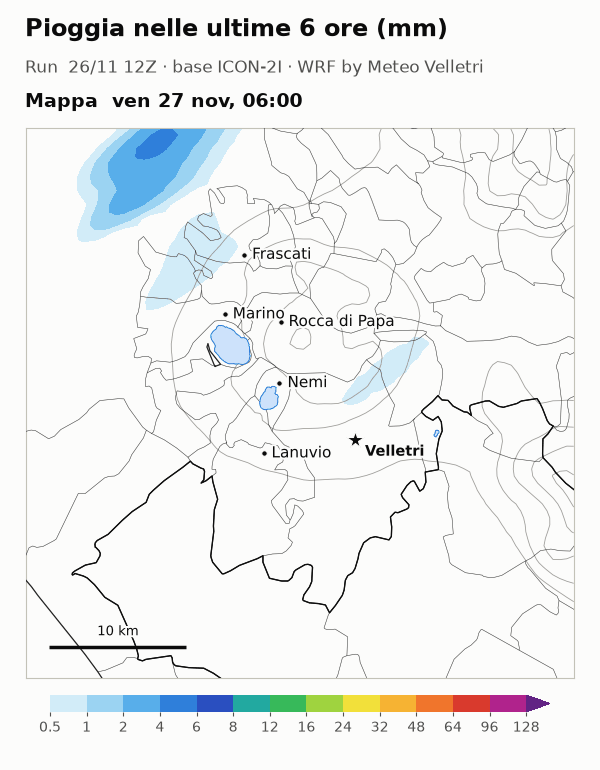 Pioggia nelle ultime 6 ore (mm)
Run  26/11 12Z · base ICON-2I · WRF by Meteo Velletri
Mappa  ven 27 nov, 06:00
Frascati
Marino
Rocca di Papa
Nemi
Velletri
Lanuvio
10 km
0.5 1 2 4 6 8 12 16 24 32 48 64 96 128